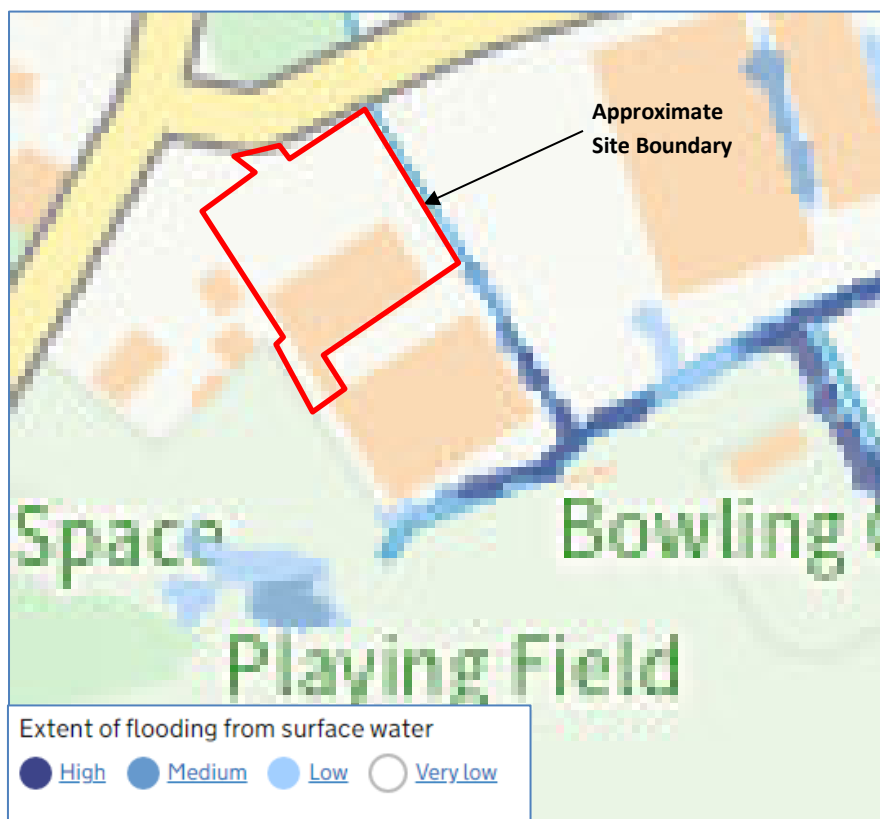 Approximate
Site Boundary
Space
Bowling
Playing Field
Extent of flooding from surface water
High Medium Low Very low